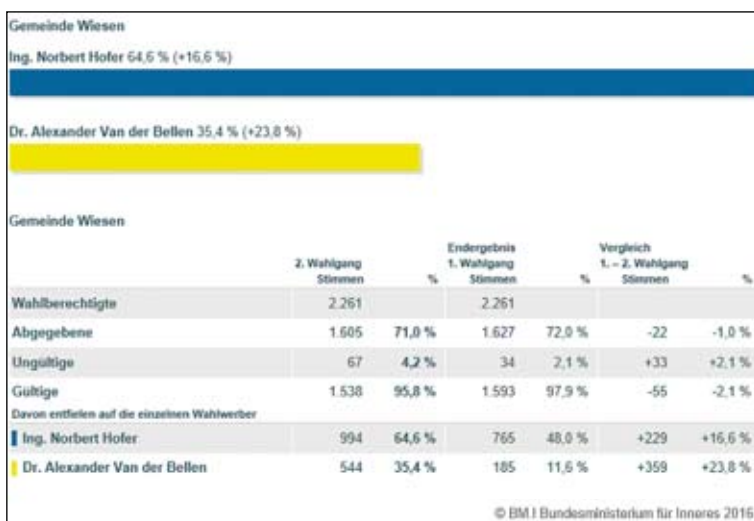 Gemeinde Wiesen
Ing. Norbert Hofer 64,6 % (+16,6 %)
Dr. Alexander Van der Bellen 35,4 % (+23,8 %)
Gemeinde Wiesen
Endergebnis Vergleich
2. Wahlgang 1. Wahlgang 1. – 2. Wahlgang
Stimmen % Stimmen % Stimmen %
Wahlberechtigte 2.261 2.261
Abgegebene 1.605 71,0 % 1.627 72,0 % -22 -1,0 %
Ungültige 67 4,2 % 34 2,1 % +33 +2,1 %
Gültige 1.538 95,8 % 1.593 97,9 % -55 -2,1 %
Davon entfielen auf die einzelnen Wahlwerber
Ing. Norbert Hofer 994 64,6 % 765 48,0 % +229 +16,6 %
Dr. Alexander Van der Bellen 544 35,4 % 185 11,6 % +359 +23,8 %
© BM.I Bundesministerium für Inneres 2016